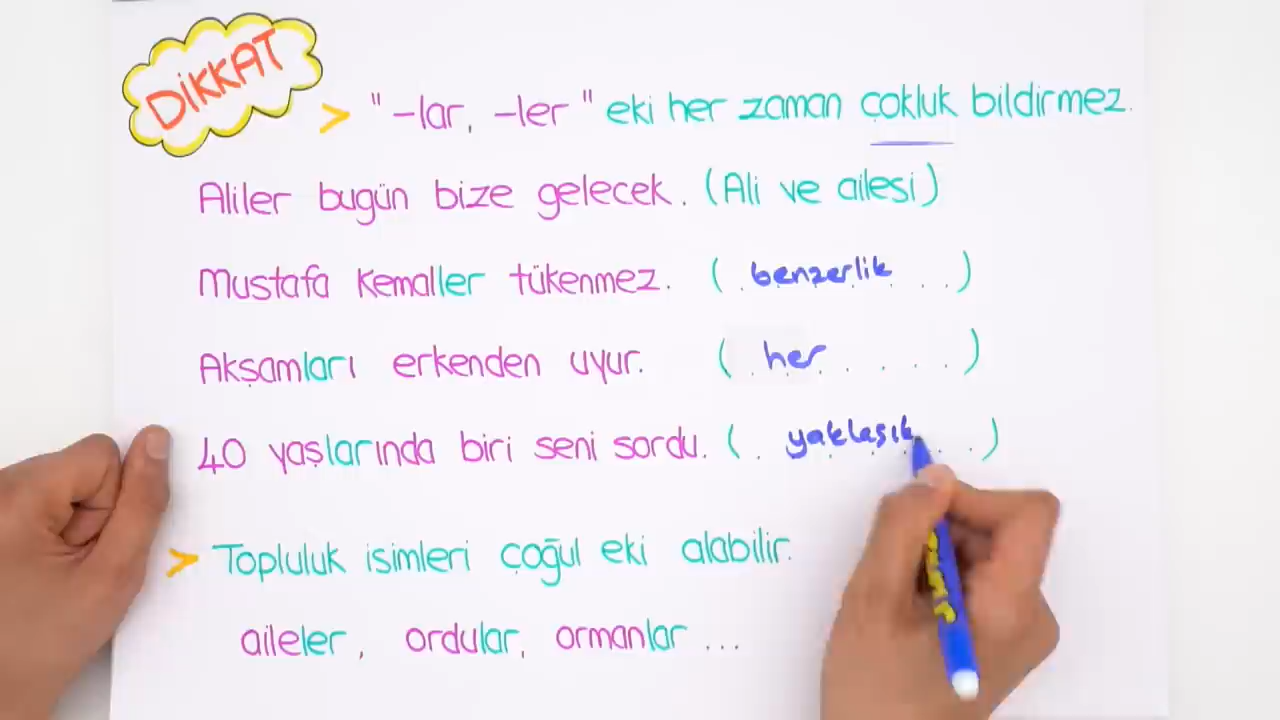 DİKKAT
> "-lar, -ler" eki her zaman çokluk bildirmez.
Aliler bugün bize gelecek. (Ali ve ailesi)
Mustafa Kemaller tükenmez. (benzerlik)
Akşamları erkenden uyur. (her)
40 yaşlarında biri seni sordu. (yaklaşık)
> Topluluk isimleri çoğul eki alabilir.
aileler, ordular, ormanlar ...